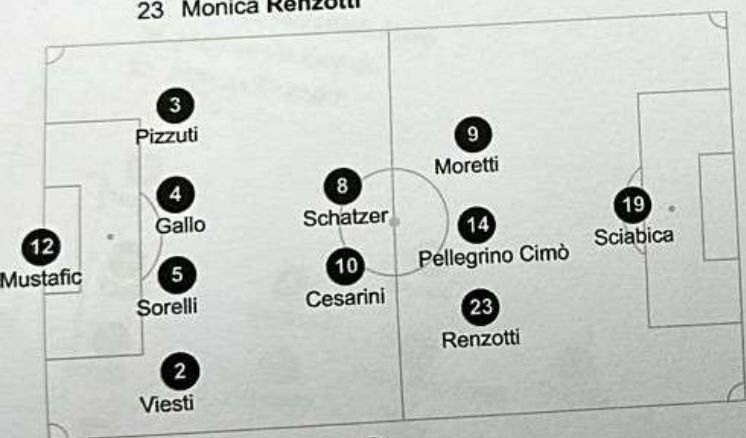 23 Monica Renzotti
3
Pizzuti
4
Gallo
12
Mustafic
5
Sorelli
2
Viesti
8
Schatzer
10
Cesarini
9
Moretti
14
Pellegrino Cimò
23
Renzotti
19
Sciabica